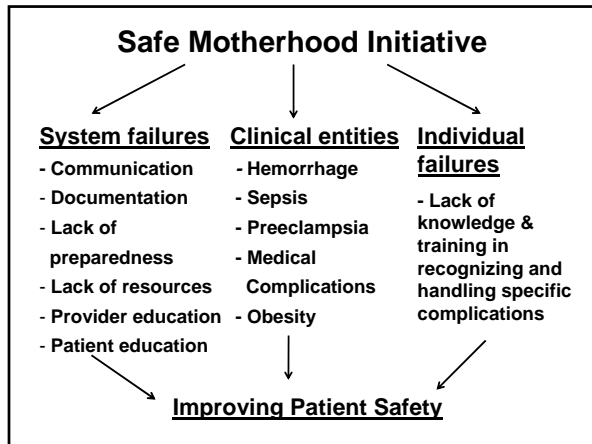 Safe Motherhood Initiative
System failures
- Communication
- Documentation
- Lack of
preparedness
- Lack of resources
- Provider education
- Patient education
Clinical entities
- Hemorrhage
- Sepsis
- Preeclampsia
- Medical
Complications
- Obesity
Individual
failures
- Lack of
knowledge &
training in
recognizing and
handling specific
complications
Improving Patient Safety